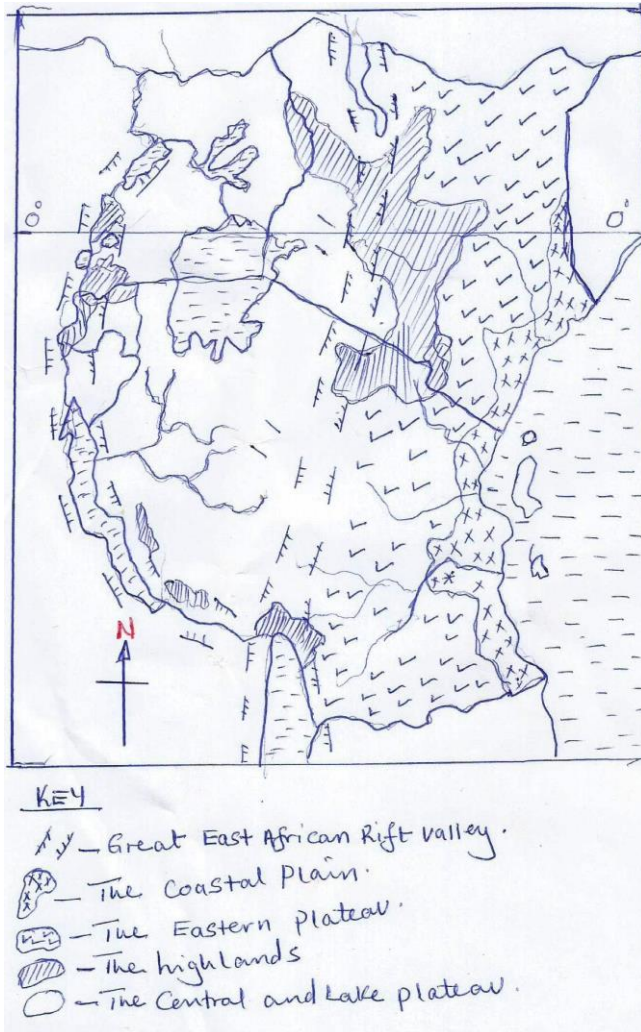 0° 0°
N
KEY
– Great East African Rift valley.
– The Coastal Plain.
– The Eastern plateau.
– The highlands
– The Central and Lake plateau.